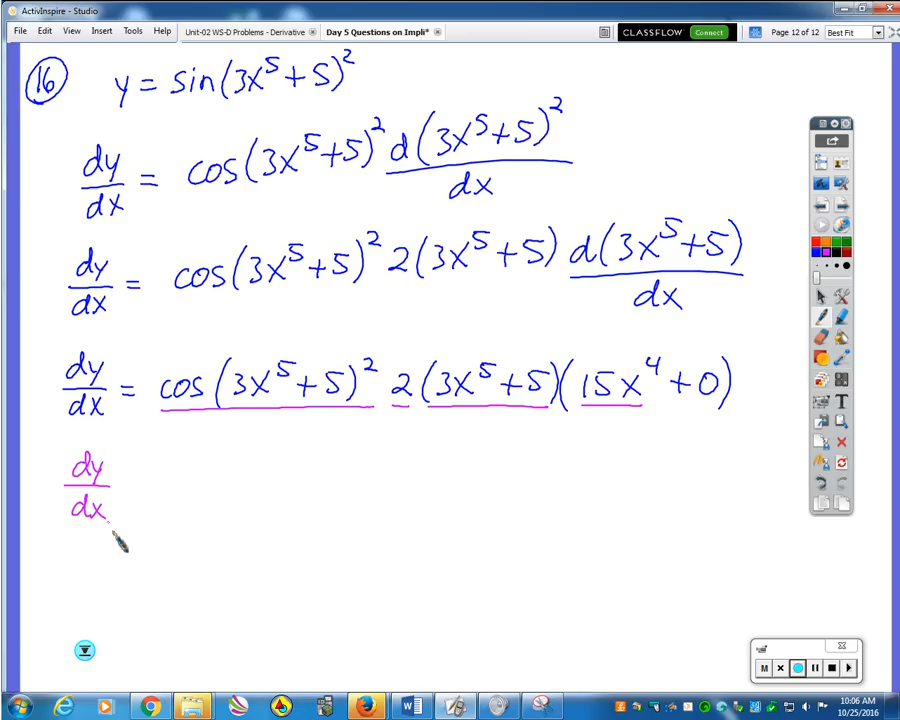 ActivInspire - Studio
File Edit View Insert Tools Help Unit-02 WS-D Problems - Derivative Day 5 Questions on Impli* CLASSFLOW Connect Page 12 of 12 Best Fit
16 y = sin(3x⁵ + 5)²
dy/dx = cos(3x⁵+5)² d(3x⁵+5)²/dx
dy/dx = cos(3x⁵+5)² 2(3x⁵+5) d(3x⁵+5)/dx
dy/dx = cos(3x⁵+5)² 2(3x⁵+5)(15x⁴+0)
dy/dx
M
10:06 AM
10/25/2016